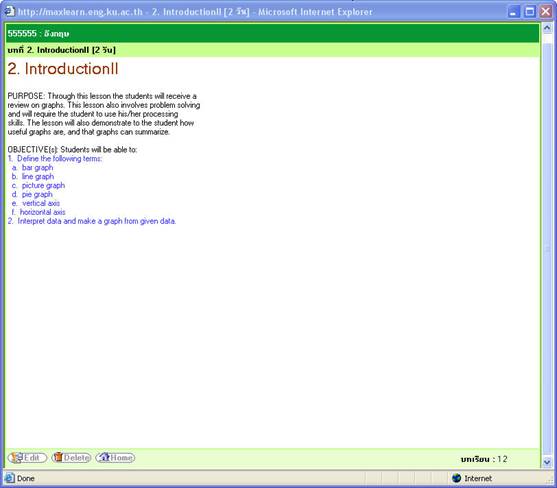 http://maxlearn.eng.ku.ac.th - 2. IntroductionII [2 วัน] - Microsoft Internet Explorer
555555 : อังกฤษ
บทที่ 2. IntroductionII [2 วัน]
2. IntroductionII
PURPOSE: Through this lesson the students will receive a
review on graphs. This lesson also involves problem solving
and will require the student to use his/her processing
skills. The lesson will also demonstrate to the student how
useful graphs are, and that graphs can summarize.
OBJECTIVE(s): Students will be able to:
1. Define the following terms:
a. bar graph
b. line graph
c. picture graph
d. pie graph
e. vertical axis
f. horizontal axis
2. Interpret data and make a graph from given data.
Edit Delete Home บทเรียน : 12
Done Internet